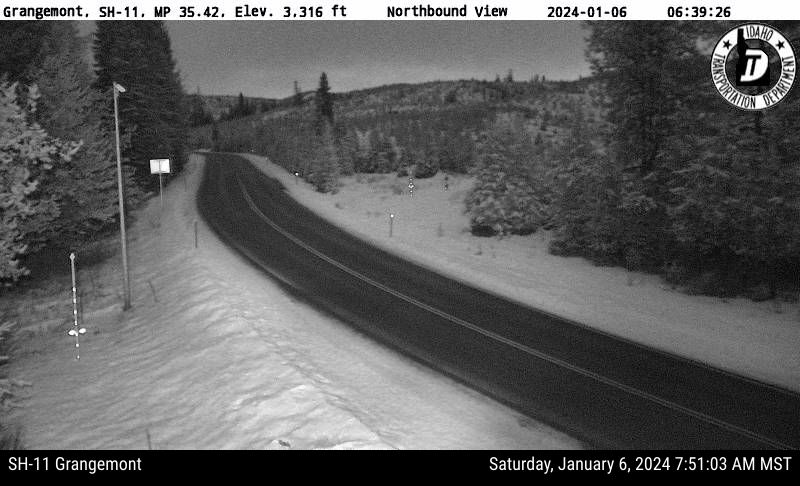 Grangemont, SH-11, MP 35.42, Elev. 3,316 ft Northbound View 2024-01-06 06:39:26
IDAHO
TRANSPORTATION DEPARTMENT
SH-11 Grangemont Saturday, January 6, 2024 7:51:03 AM MST